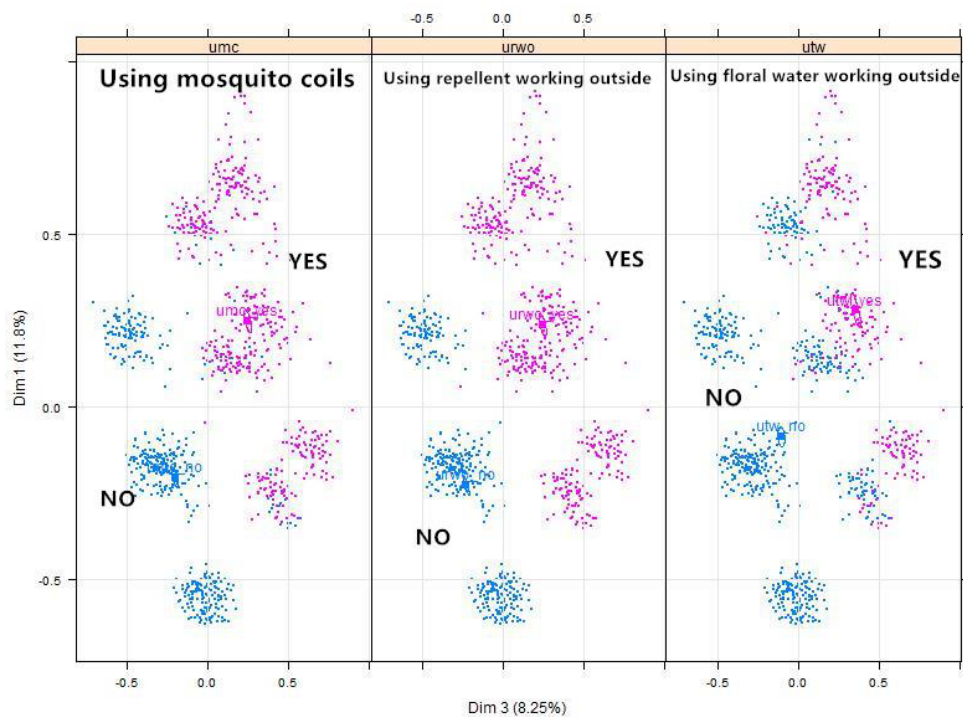 -0.5 0.0 0.5
umc urwo utw
Using mosquito coils Using repellent working outside Using floral water working outside
YES YES YES
umc_yes urwo_yes utw_yes
NO utw_no
NO
NO
0.5
0.0
-0.5
Dim 1 (11.8%)
-0.5 0.0 0.5 -0.5 0.0 0.5
Dim 3 (8.25%)